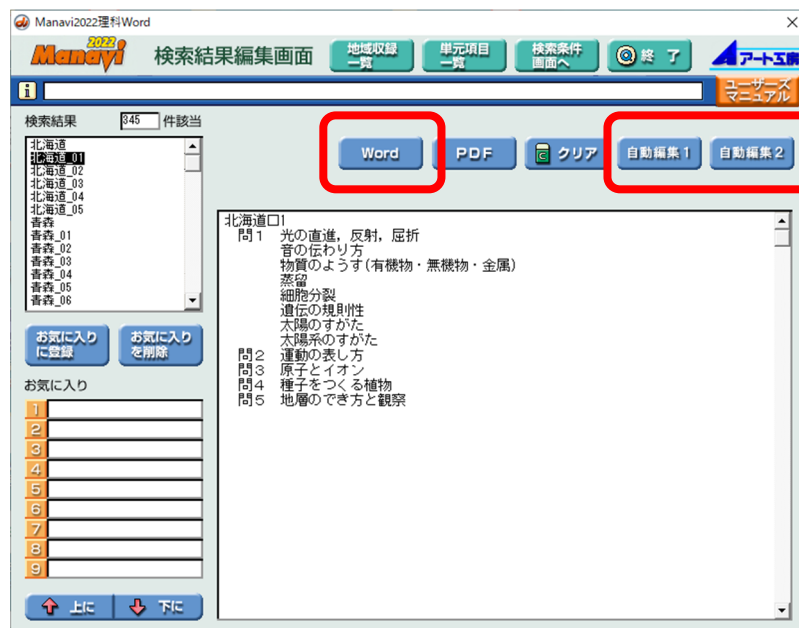 Manavi2022理科Word
2022
Manavi
検索結果編集画面
地域収録
一覧
単元項目
一覧
検索条件
画面へ
終 了
アート工房
i
ユーザーズ
マニュアル
検索結果 345 件該当
北海道
北海道_01
北海道_02
北海道_03
北海道_04
北海道_05
青森
青森_01
青森_02
青森_03
青森_04
青森_05
青森_06
Word
PDF
クリア
自動編集1
自動編集2
北海道□1
問1 光の直進，反射，屈折
音の伝わり方
物質のようす(有機物・無機物・金属)
蒸留
細胞分裂
遺伝の規則性
太陽のすがた
太陽系のすがた
問2 運動の表し方
問3 原子とイオン
問4 種子をつくる植物
問5 地層のでき方と観察
お気に入り
に登録
お気に入り
を削除
お気に入り
1
2
3
4
5
6
7
8
9
上に
下に